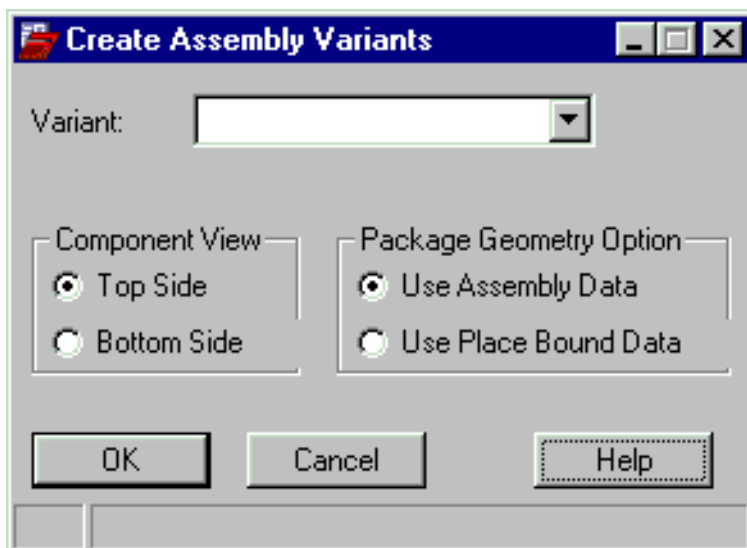 Create Assembly Variants
Variant:
Component View Package Geometry Option
Top Side Use Assembly Data
Bottom Side Use Place Bound Data
OK Cancel Help